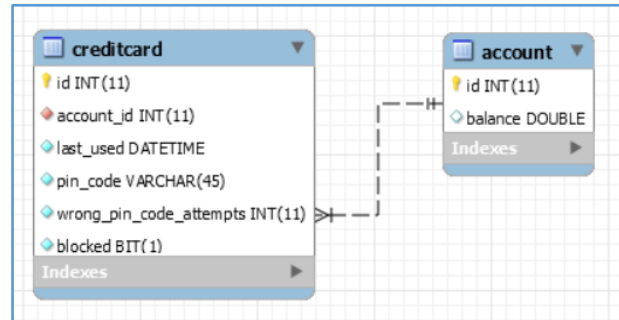 creditcard
id INT(11)
account_id INT(11)
last_used DATETIME
pin_code VARCHAR(45)
wrong_pin_code_attempts INT(11)
blocked BIT(1)
Indexes
account
id INT(11)
balance DOUBLE
Indexes